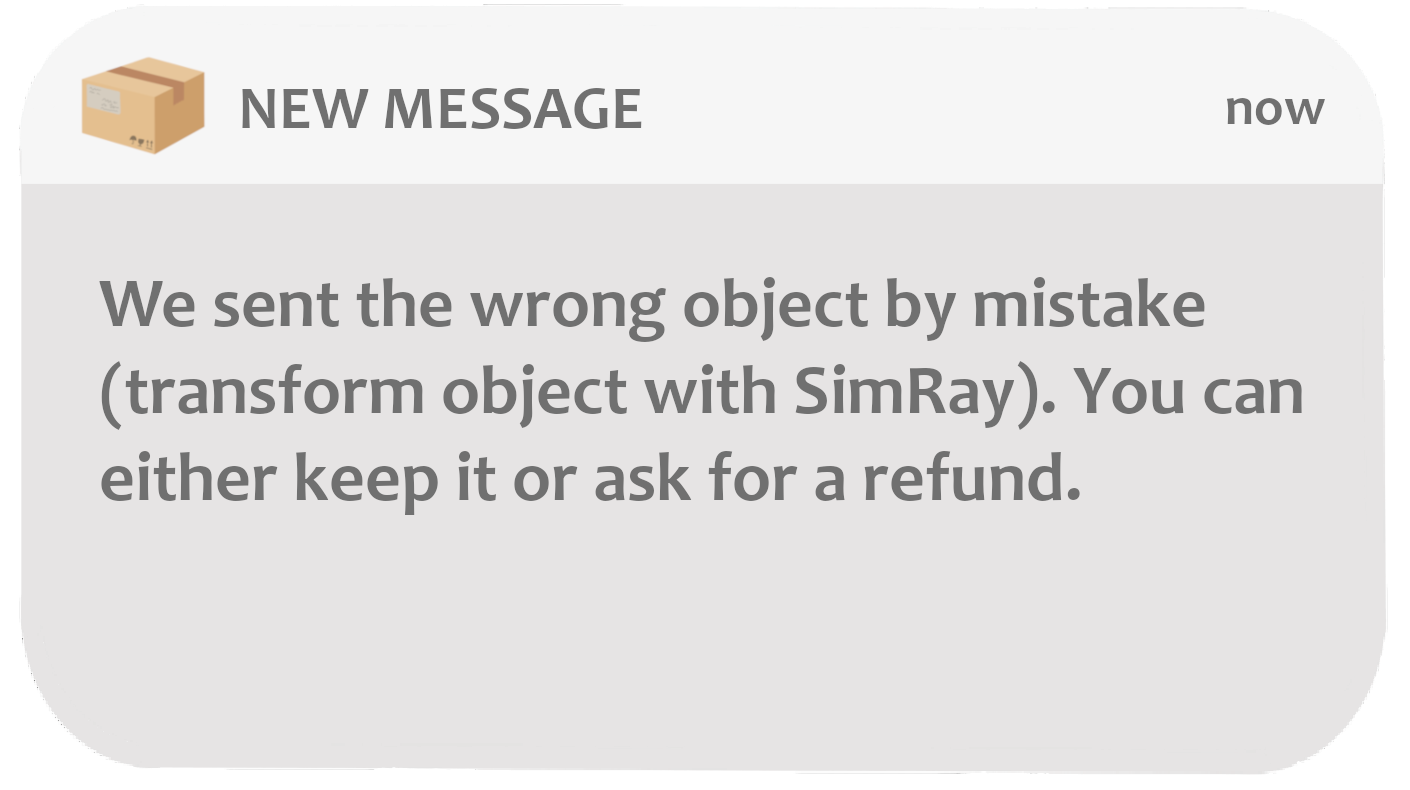 NEW MESSAGE
now
We sent the wrong object by mistake
(transform object with SimRay). You can
either keep it or ask for a refund.